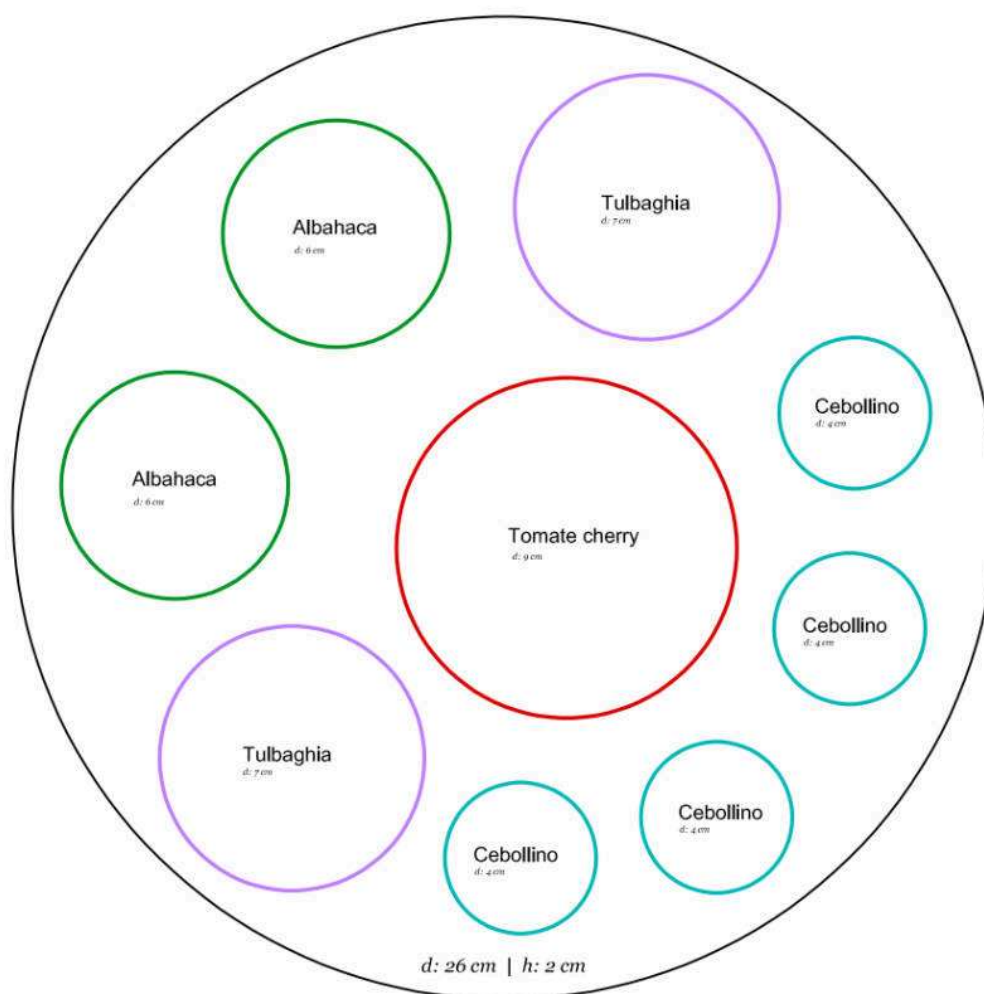 Tulbaghia
d: 7 cm
Albahaca
d: 6 cm
Cebollino
d: 4 cm
Albahaca
d: 6 cm
Tomate cherry
d: 9 cm
Cebollino
d: 4 cm
Tulbaghia
d: 7 cm
Cebollino
d: 4 cm
Cebollino
d: 4 cm
d: 26 cm | h: 2 cm